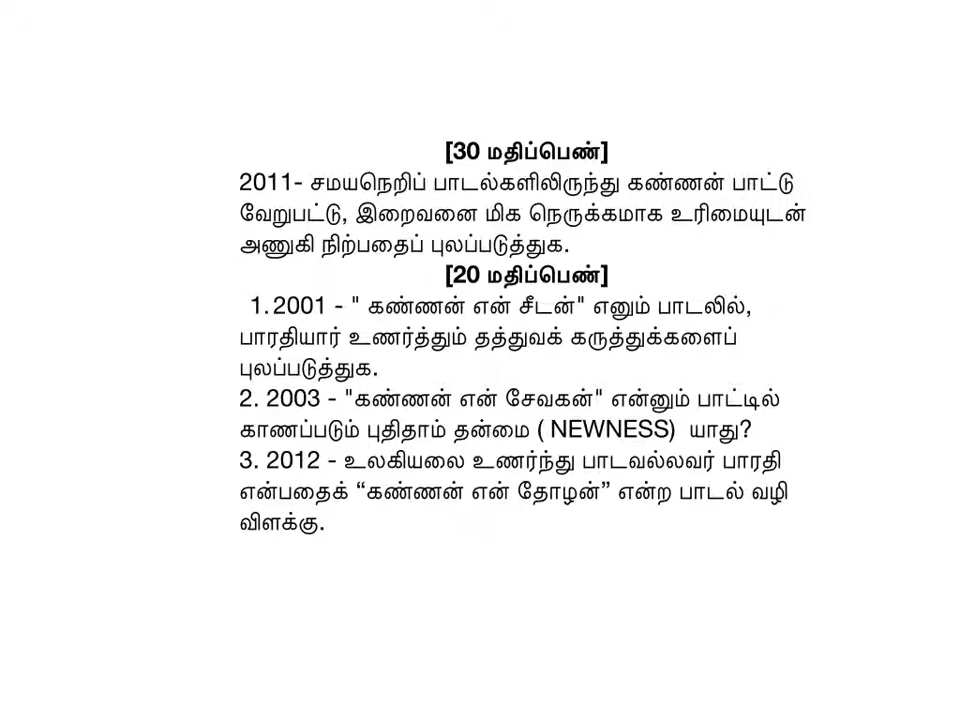 [30 மதிப்பெண்]
2011- சமயநெறிப் பாடல்களிலிருந்து கண்ணன் பாட்டு
வேறுபட்டு, இறைவனை மிக நெருக்கமாக உரிமையுடன்
அணுகி நிற்பதைப் புலப்படுத்துக.
[20 மதிப்பெண்]
1. 2001 - " கண்ணன் என் சீடன்" எனும் பாடலில்,
பாரதியார் உணர்த்தும் தத்துவக் கருத்துக்களைப்
புலப்படுத்துக.
2. 2003 - "கண்ணன் என் சேவகன்" என்னும் பாட்டில்
காணப்படும் புதிதாம் தன்மை ( NEWNESS) யாது?
3. 2012 - உலகியலை உணர்ந்து பாடவல்லவர் பாரதி
என்பதைக் “கண்ணன் என் தோழன்” என்ற பாடல் வழி
விளக்கு.